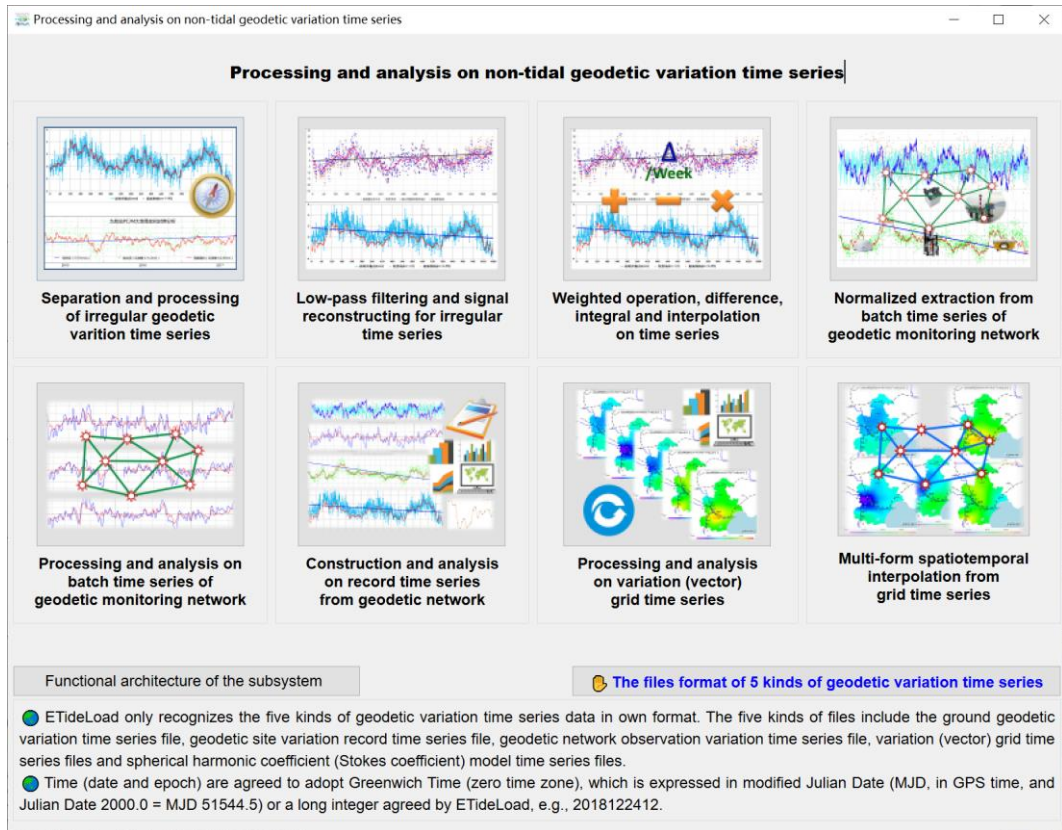 Processing and analysis on non-tidal geodetic variation time series
Processing and analysis on non-tidal geodetic variation time series
Separation and processing
of irregular geodetic
varition time series
Low-pass filtering and signal
reconstructing for irregular
time series
/Week
Weighted operation, difference,
integral and interpolation
on time series
Normalized extraction from
batch time series of
geodetic monitoring network
Processing and analysis on
batch time series of
geodetic monitoring network
Construction and analysis
on record time series
from geodetic network
Processing and analysis
on variation (vector)
grid time series
Multi-form spatiotemporal
interpolation from
grid time series
Functional architecture of the subsystem
The files format of 5 kinds of geodetic variation time series
ETideLoad only recognizes the five kinds of geodetic variation time series data in own format. The five kinds of files include the ground geodetic
variation time series file, geodetic site variation record time series file, geodetic network observation variation time series file, variation (vector) grid time
series files and spherical harmonic coefficient (Stokes coefficient) model time series files.
Time (date and epoch) are agreed to adopt Greenwich Time (zero time zone), which is expressed in modified Julian Date (MJD, in GPS time, and
Julian Date 2000.0 = MJD 51544.5) or a long integer agreed by ETideLoad, e.g., 2018122412.